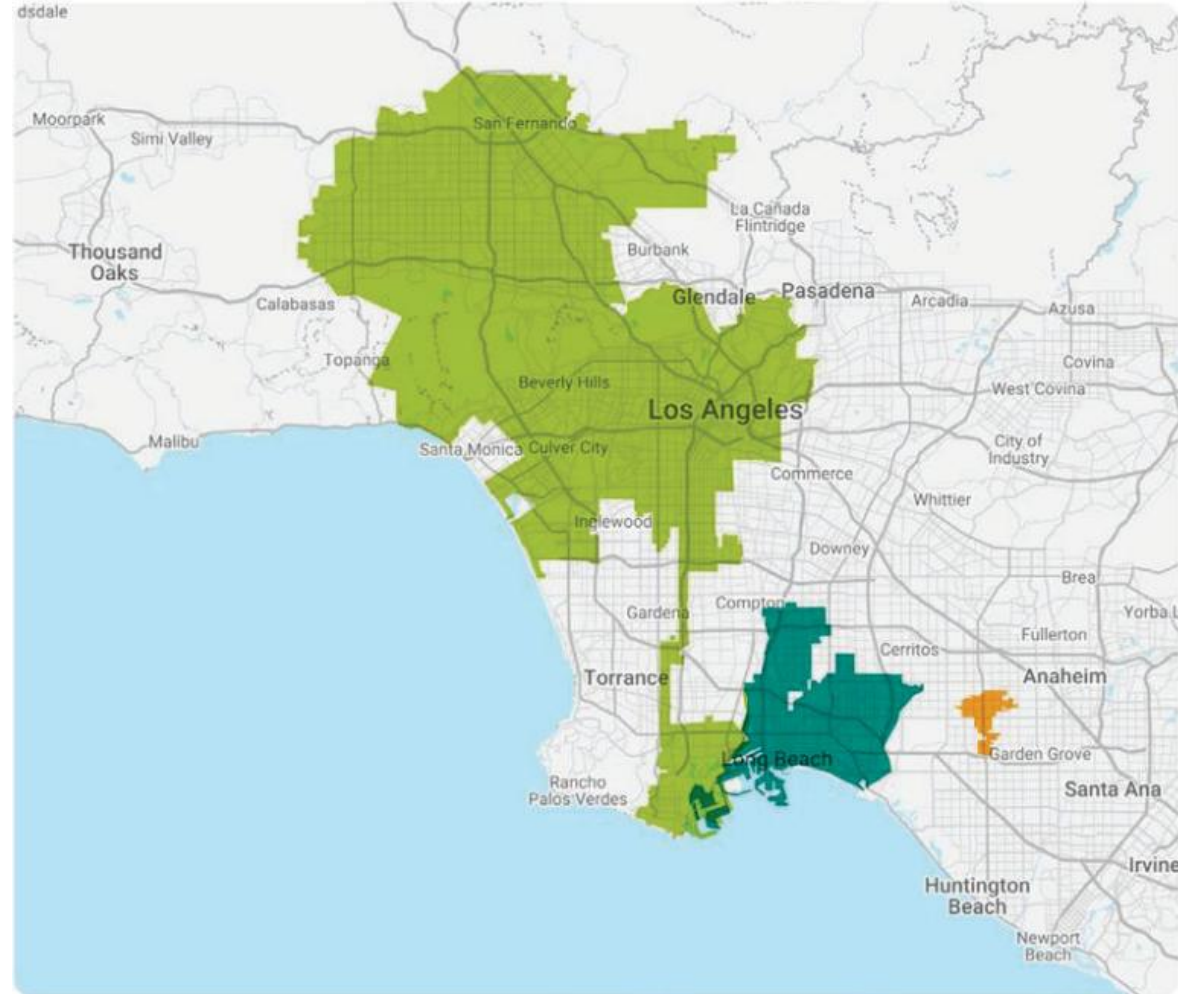 dsdale
Moorpark
Simi Valley
San Fernando
La Cañada
Flintridge
Thousand
Oaks
Burbank
Calabasas
Glendale
Pasadena
Arcadia
Azusa
Topanga
Covina
Beverly Hills
West Covina
Los Angeles
Malibu
Santa Monica
Culver City
City of
Industry
Commerce
Whittier
Inglewood
Downey
Brea
Gardena
Compton
Yorba L
Fullerton
Cerritos
Torrance
Anaheim
Long Beach
Garden Grove
Rancho
Palos Verdes
Santa Ana
Irvine
Huntington
Beach
Newport
Beach